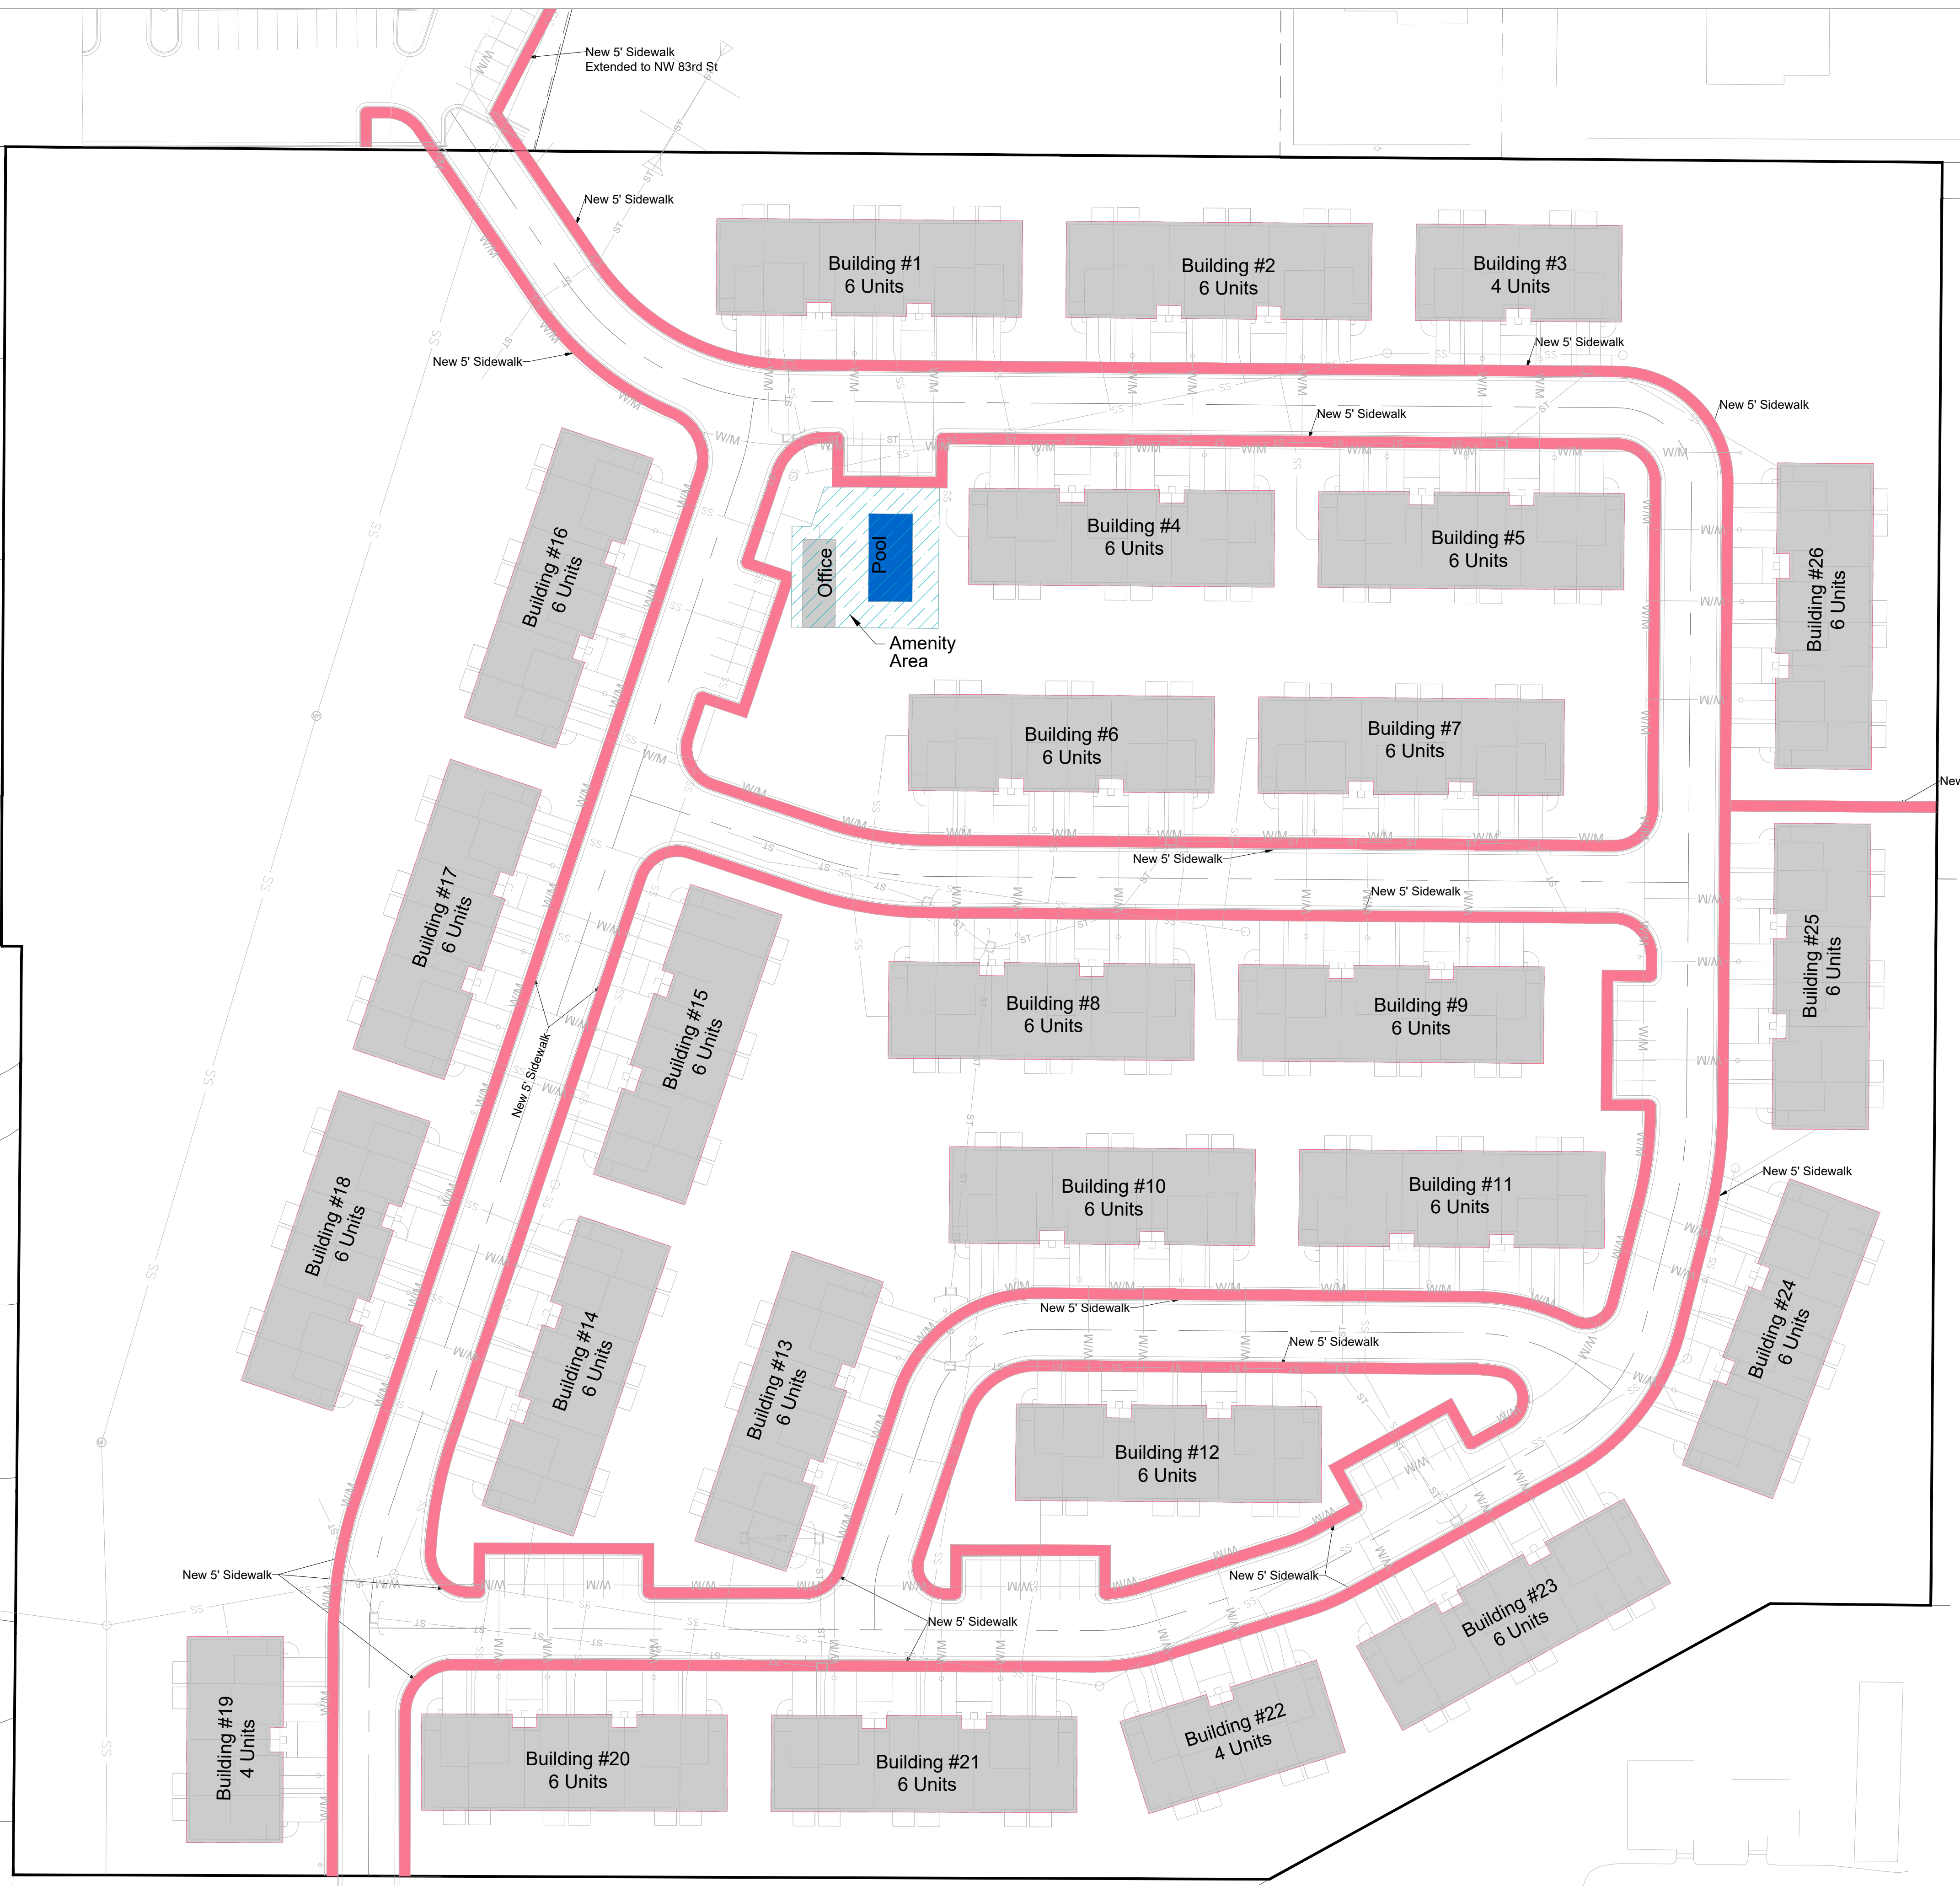 New 5' Sidewalk
Extended to NW 83rd St
New 5' Sidewalk
Building #1
6 Units
Building #2
6 Units
Building #3
4 Units
New 5' Sidewalk
New 5' Sidewalk
New 5' Sidewalk
New 5' Sidewalk
Building #16
6 Units
Office
Pool
Amenity
Area
Building #4
6 Units
Building #5
6 Units
Building #26
6 Units
Building #6
6 Units
Building #7
6 Units
New
New 5' Sidewalk
New 5' Sidewalk
Building #17
6 Units
Building #15
6 Units
New 5' Sidewalk
Building #8
6 Units
Building #9
6 Units
Building #25
6 Units
Building #18
6 Units
Building #10
6 Units
Building #11
6 Units
New 5' Sidewalk
Building #24
6 Units
Building #14
6 Units
Building #13
6 Units
New 5' Sidewalk
New 5' Sidewalk
Building #12
6 Units
New 5' Sidewalk
New 5' Sidewalk
New 5' Sidewalk
Building #23
6 Units
Building #19
4 Units
Building #20
6 Units
Building #21
6 Units
Building #22
4 Units